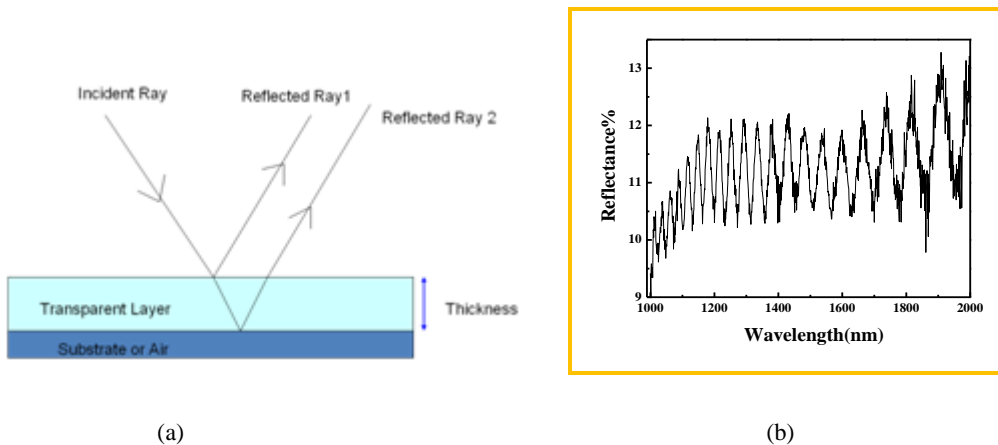 Incident Ray
Reflected Ray1
Reflected Ray 2
Transparent Layer
Thickness
Substrate or Air
(a)
Reflectance%
13
12
11
10
9
1000 1200 1400 1600 1800 2000
Wavelength(nm)
(b)